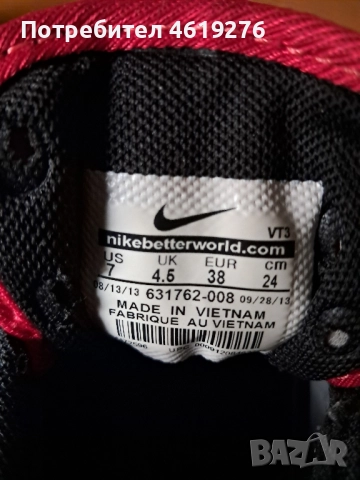 Потребител 4619276
VT3
nikebetterworld.com
US UK EUR cm
7 4.5 38 24
08/13/13 631762-008 09/28/13
MADE IN VIETNAM
FABRIQUE AU VIETNAM
BAZAR